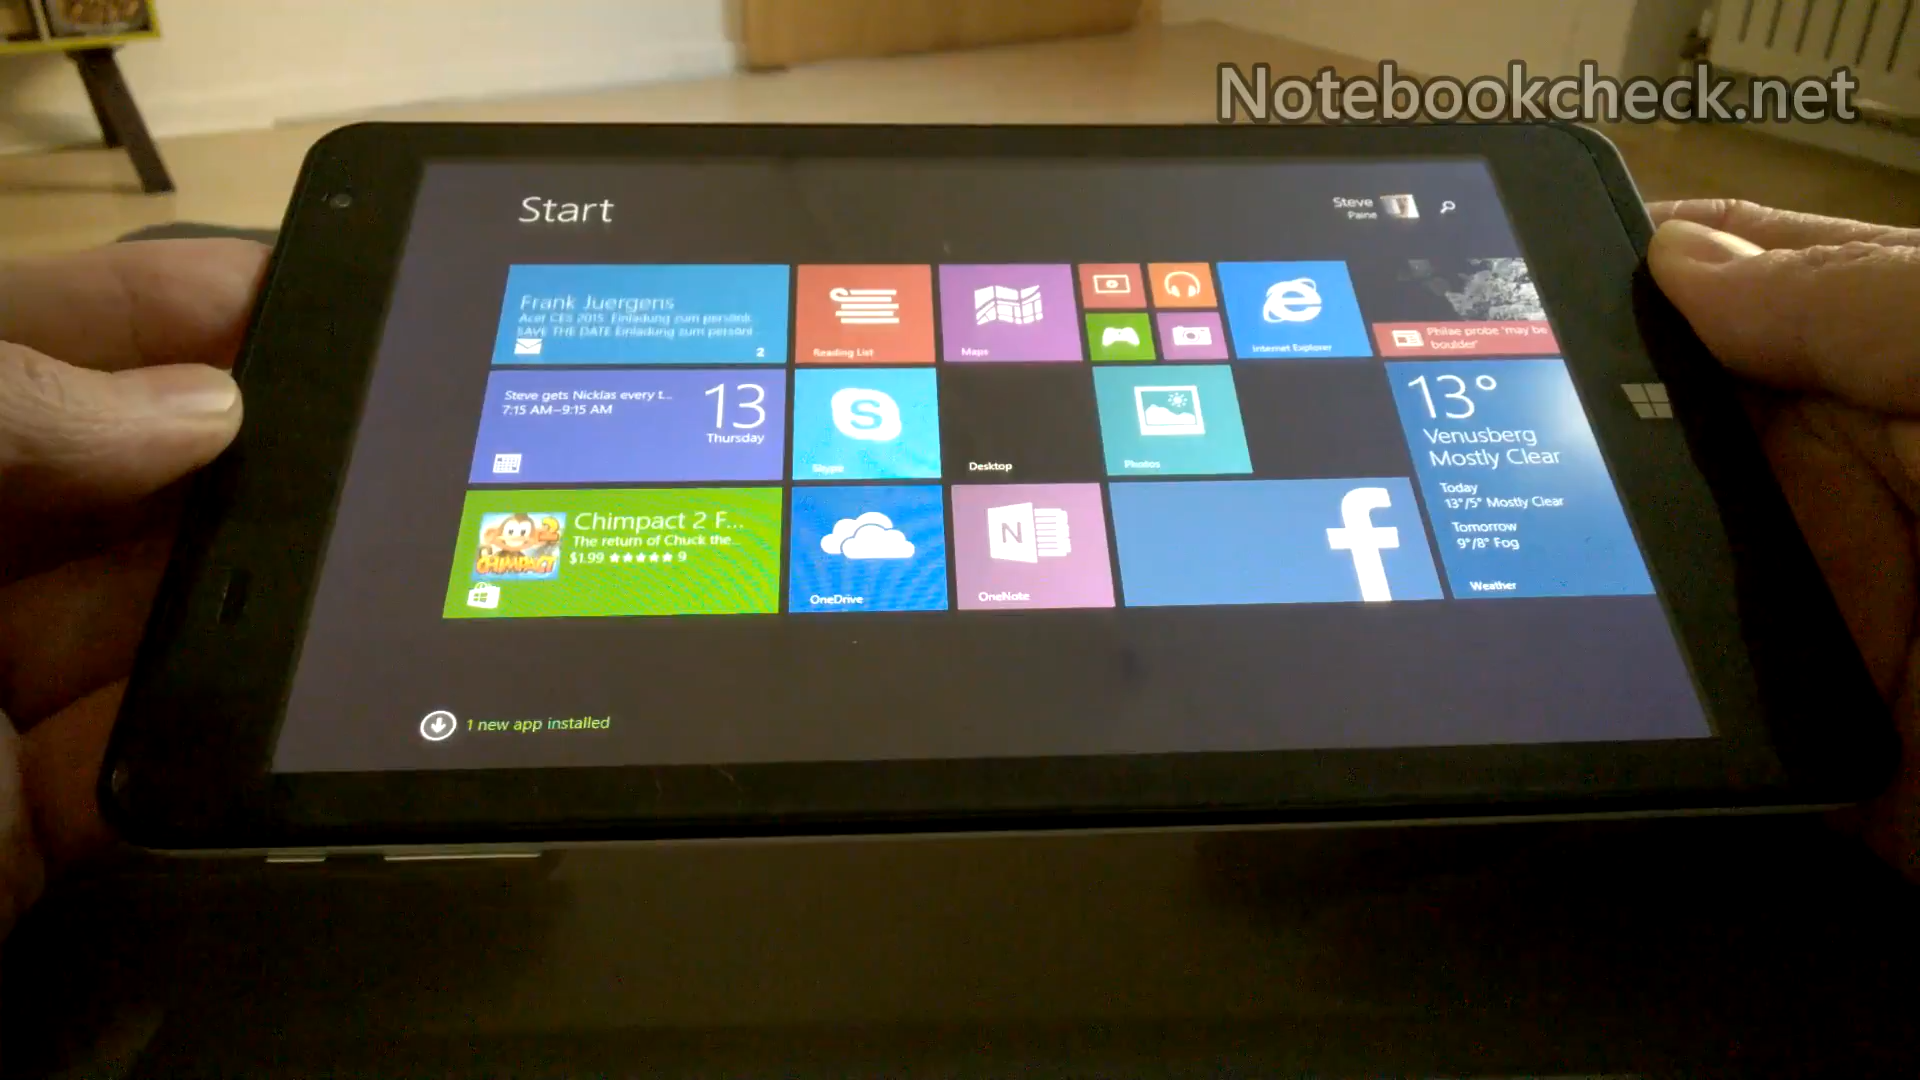 Notebookcheck.net
Start
Steve
Paine
Frank Juergens
Acer CES 2015: Einladung zum persönl.
SAVE THE DATE Einladung zum persönl
2
Reading List
Maps
Internet Explorer
Philae probe 'may be
boulder'
Steve gets Nicklas every t...
7:15 AM–9:15 AM
13
Thursday
Skype
Desktop
Photos
13°
Venusberg
Mostly Clear
Today
13°/5° Mostly Clear
Tomorrow
9°/8° Fog
Weather
CHIMPACT 2
Chimpact 2 F...
The return of Chuck the...
$1.99 ★★★★★ 9
OneDrive
N
OneNote
f
1 new app installed